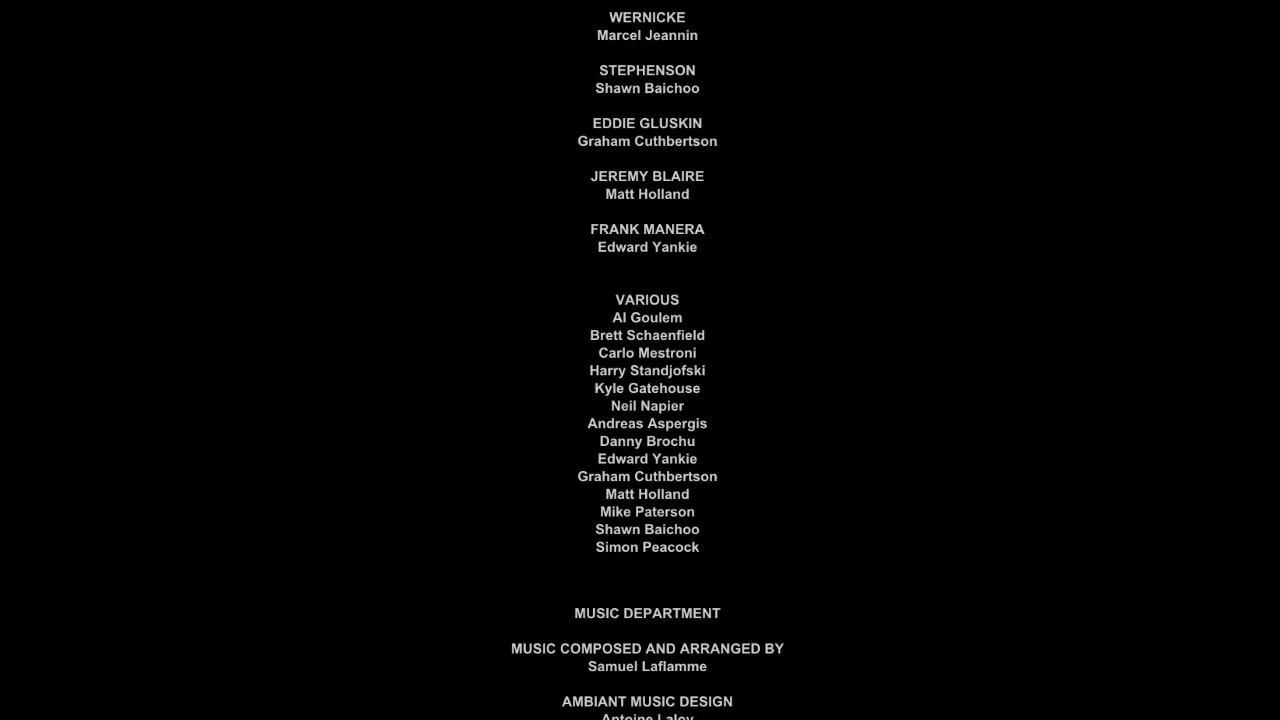 WERNICKE
Marcel Jeannin
STEPHENSON
Shawn Baichoo
EDDIE GLUSKIN
Graham Cuthbertson
JEREMY BLAIRE
Matt Holland
FRANK MANERA
Edward Yankie
VARIOUS
Al Goulem
Brett Schaenfield
Carlo Mestroni
Harry Standjofski
Kyle Gatehouse
Neil Napier
Andreas Aspergis
Danny Brochu
Edward Yankie
Graham Cuthbertson
Matt Holland
Mike Paterson
Shawn Baichoo
Simon Peacock
MUSIC DEPARTMENT
MUSIC COMPOSED AND ARRANGED BY
Samuel Laflamme
AMBIANT MUSIC DESIGN
Antoine